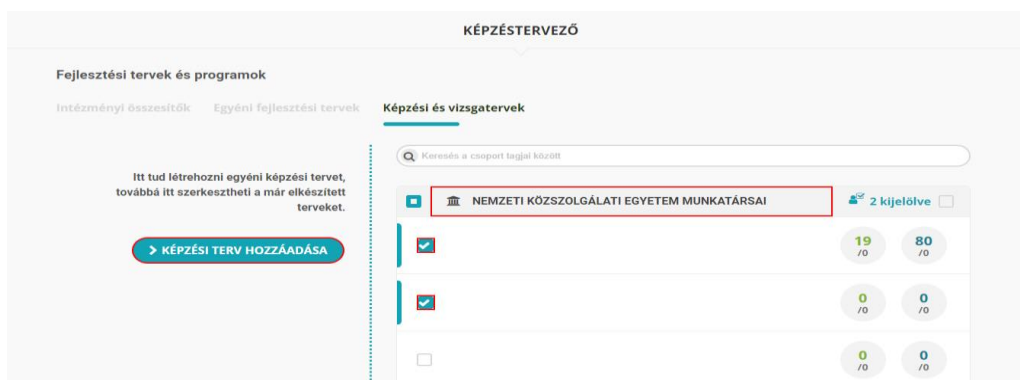 KÉPZÉSTERVEZŐ
Fejlesztési tervek és programok
Intézményi összesítők Egyéni fejlesztési tervek Képzési és vizsgatervek
Keresés a csoport tagjai között
Itt tud létrehozni egyéni képzési tervet,
továbbá itt szerkesztheti a már elkészített
terveket.
> KÉPZÉSI TERV HOZZÁADÁSA
NEMZETI KÖZSZOLGÁLATI EGYETEM MUNKATÁRSAI
2 kijelölve
19 80
/0 /0
0 0
/0 /0
0 0
/0 /0